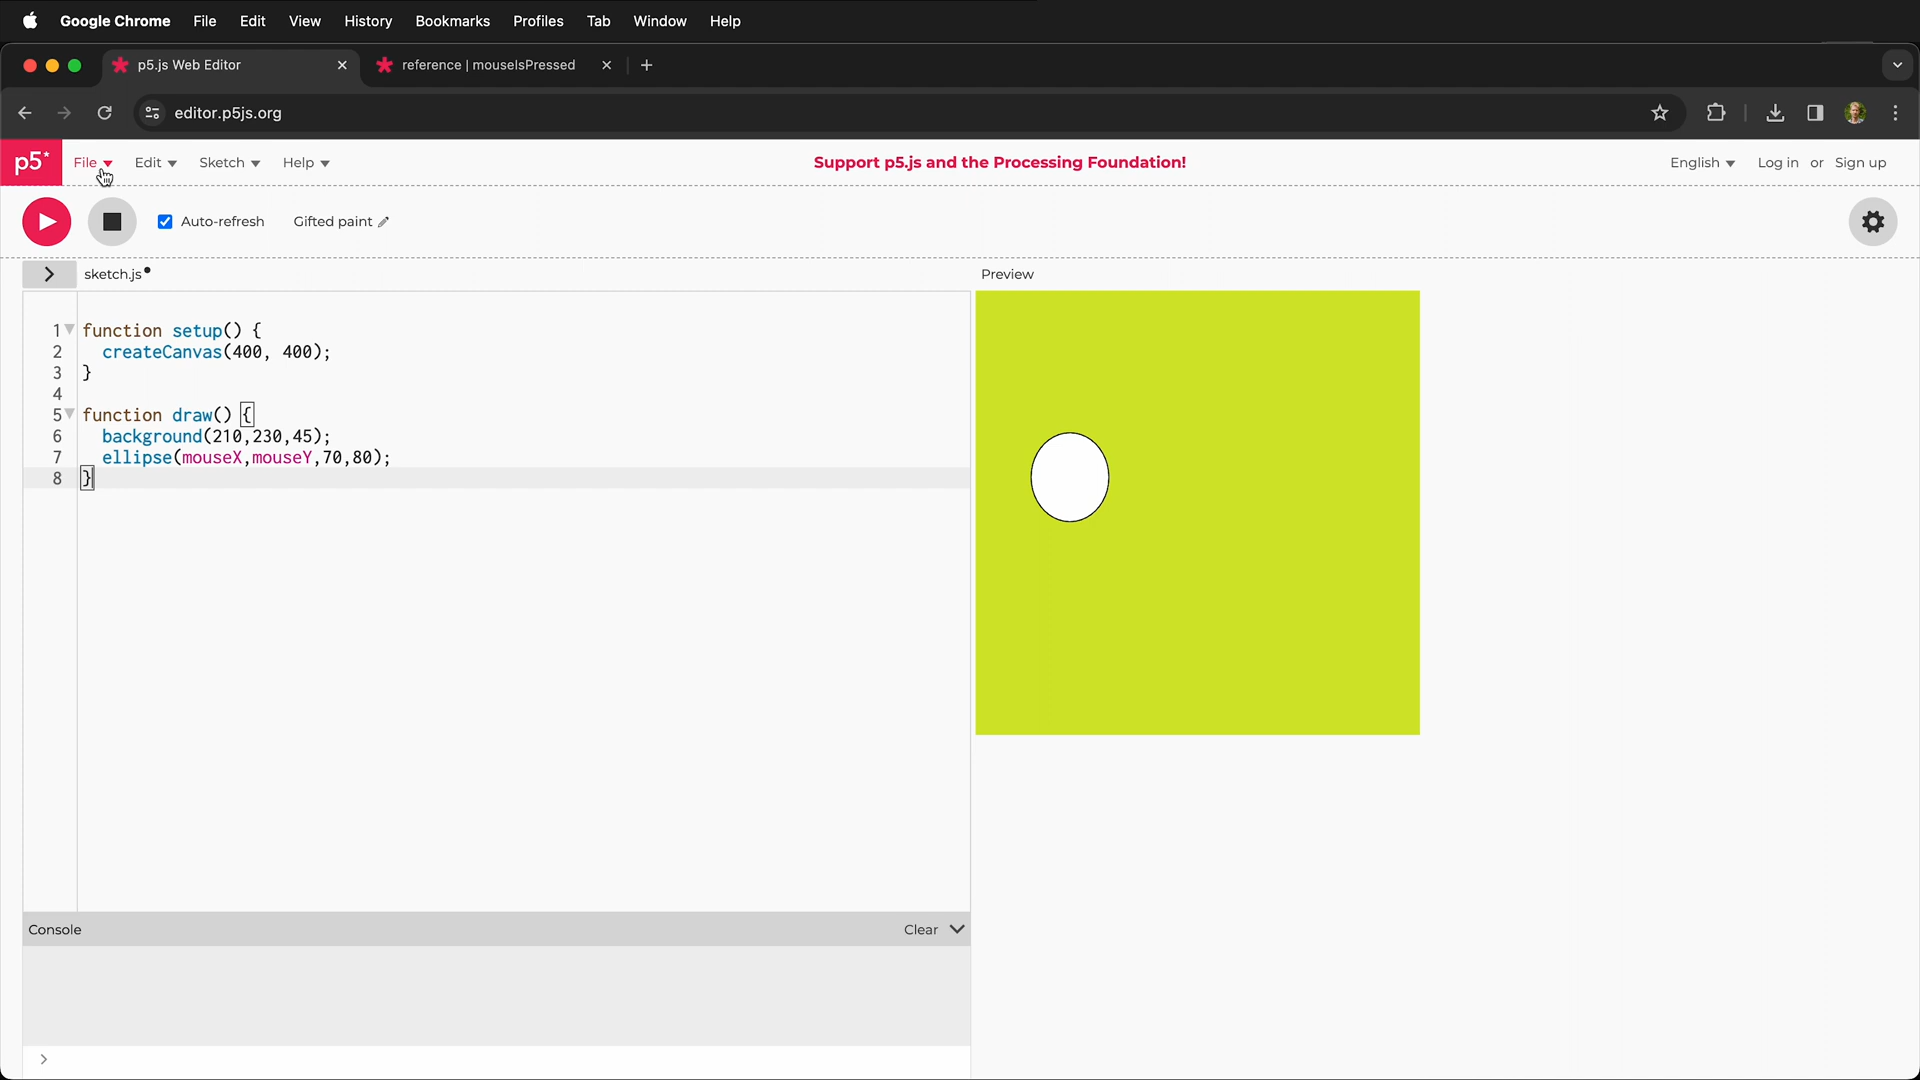 Google Chrome File Edit View History Bookmarks Profiles Tab Window Help
p5.js Web Editor reference | mouseIsPressed
editor.p5js.org
p5* File Edit Sketch Help Support p5.js and the Processing Foundation! English Log in or Sign up
Auto-refresh Gifted paint
sketch.js Preview
1 function setup() {
2 createCanvas(400, 400);
3 }
4
5 function draw() {
6 background(210,230,45);
7 ellipse(mouseX,mouseY,70,80);
8 }
Console Clear
>